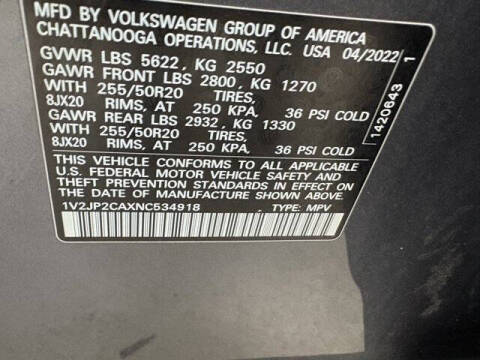 MFD BY VOLKSWAGEN GROUP OF AMERICA
CHATTANOOGA OPERATIONS, LLC. USA 04/2022
GVWR LBS 5622, KG 2550
GAWR FRONT LBS 2800, KG 1270
WITH 255/50R20 TIRES,
8JX20 RIMS, AT 250 KPA, 36 PSI COLD
GAWR REAR LBS 2932, KG 1330
WITH 255/50R20 TIRES,
8JX20 RIMS, AT 250 KPA, 36 PSI COLD
THIS VEHICLE CONFORMS TO ALL APPLICABLE
U.S. FEDERAL MOTOR VEHICLE SAFETY AND
THEFT PREVENTION STANDARDS IN EFFECT ON
THE DATE OF MANUFACTURE SHOWN ABOVE.
1V2JP2CAXNC534918 TYPE: MPV
1420643 1